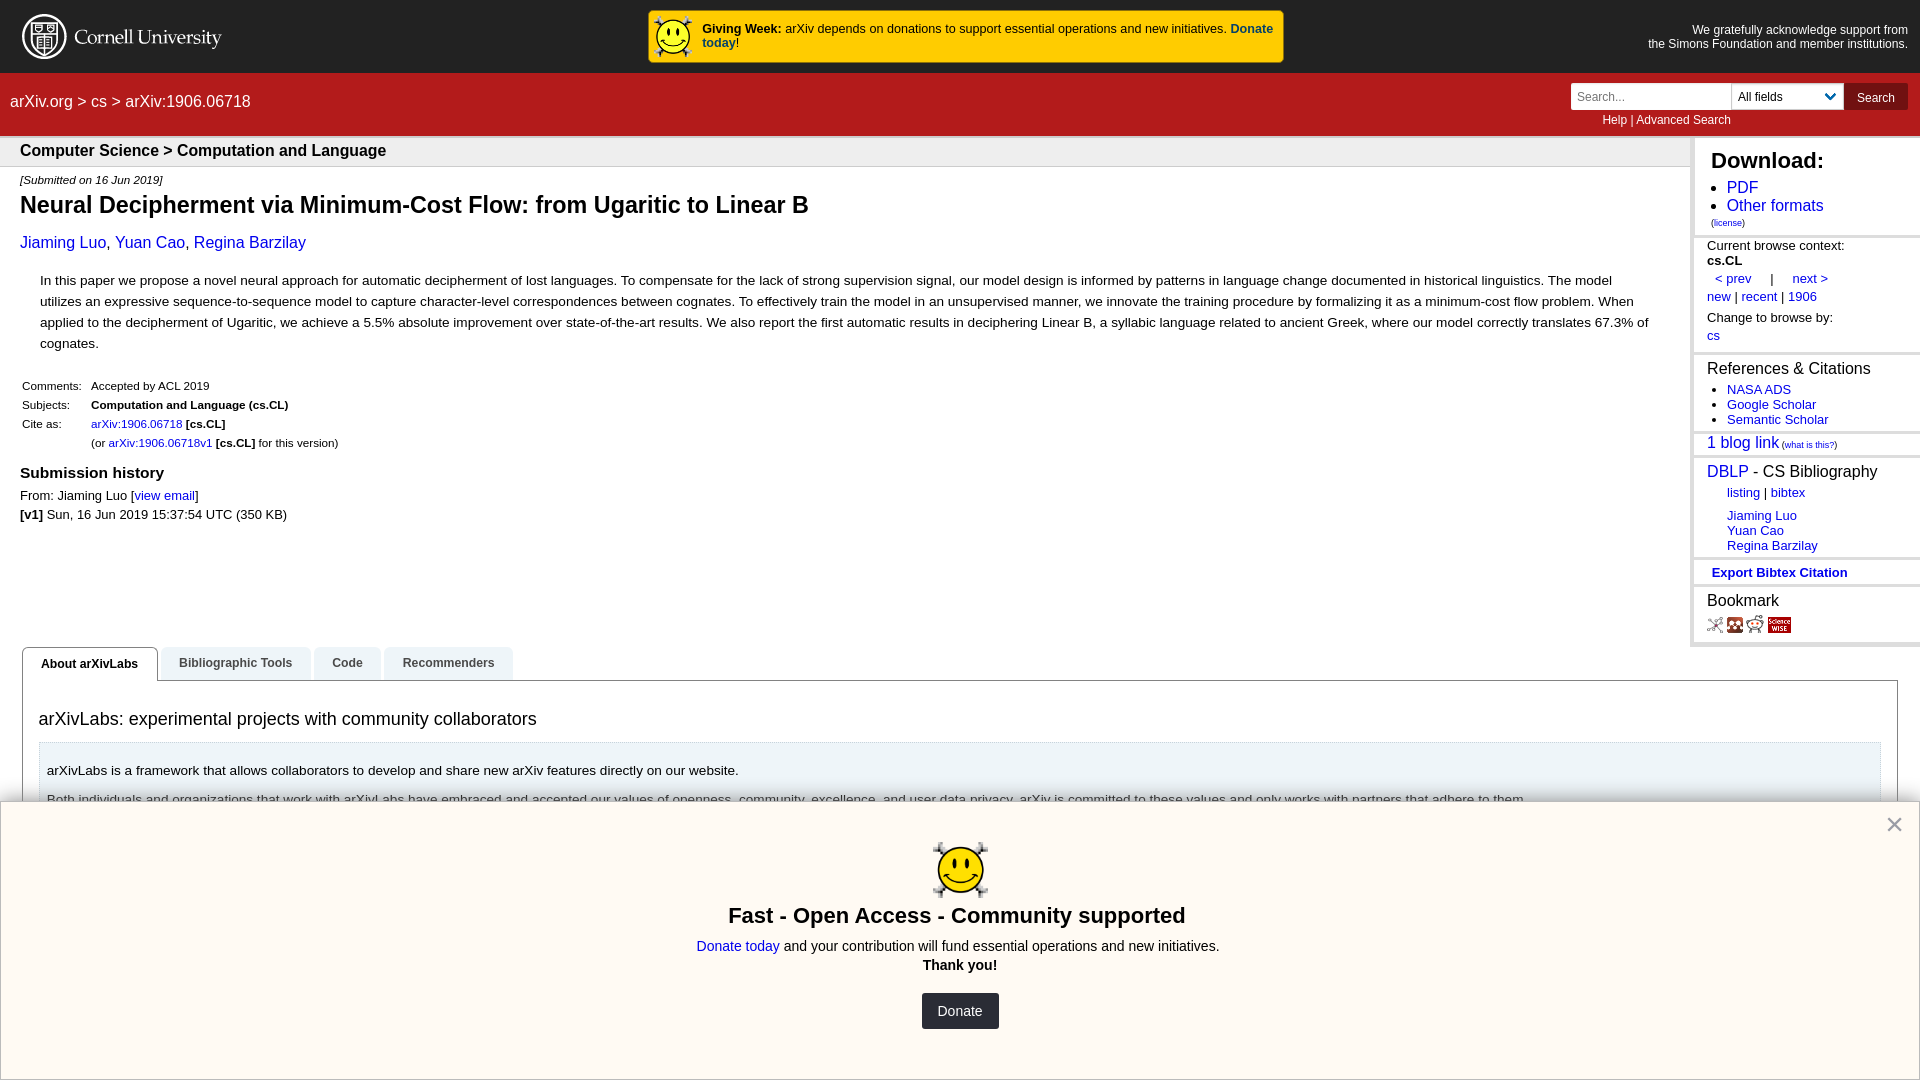 Cornell University
Giving Week: arXiv depends on donations to support essential operations and new initiatives. Donate
today!
We gratefully acknowledge support from
the Simons Foundation and member institutions.
arXiv.org > cs > arXiv:1906.06718
Search...
All fields
Search
Help | Advanced Search
Computer Science > Computation and Language
[Submitted on 16 Jun 2019]
Neural Decipherment via Minimum-Cost Flow: from Ugaritic to Linear B
Jiaming Luo, Yuan Cao, Regina Barzilay
In this paper we propose a novel neural approach for automatic decipherment of lost languages. To compensate for the lack of strong supervision signal, our model design is informed by patterns in language change documented in historical linguistics. The model
utilizes an expressive sequence-to-sequence model to capture character-level correspondences between cognates. To effectively train the model in an unsupervised manner, we innovate the training procedure by formalizing it as a minimum-cost flow problem. When
applied to the decipherment of Ugaritic, we achieve a 5.5% absolute improvement over state-of-the-art results. We also report the first automatic results in deciphering Linear B, a syllabic language related to ancient Greek, where our model correctly translates 67.3% of
cognates.
Comments: Accepted by ACL 2019
Subjects: Computation and Language (cs.CL)
Cite as: arXiv:1906.06718 [cs.CL]
(or arXiv:1906.06718v1 [cs.CL] for this version)
Submission history
From: Jiaming Luo [view email]
[v1] Sun, 16 Jun 2019 15:37:54 UTC (350 KB)
Download:
PDF
Other formats
(license)
Current browse context:
cs.CL
< prev | next >
new | recent | 1906
Change to browse by:
cs
References & Citations
NASA ADS
Google Scholar
Semantic Scholar
1 blog link (what is this?)
DBLP - CS Bibliography
listing | bibtex
Jiaming Luo
Yuan Cao
Regina Barzilay
Export Bibtex Citation
Bookmark
Science
WISE
About arXivLabs
Bibliographic Tools
Code
Recommenders
arXivLabs: experimental projects with community collaborators
arXivLabs is a framework that allows collaborators to develop and share new arXiv features directly on our website.
Both individuals and organizations that work with arXivLabs have embraced and accepted our values of openness, community, excellence, and user data privacy. arXiv is committed to these values and only works with partners that adhere to them.
×
Fast - Open Access - Community supported
Donate today and your contribution will fund essential operations and new initiatives.
Thank you!
Donate